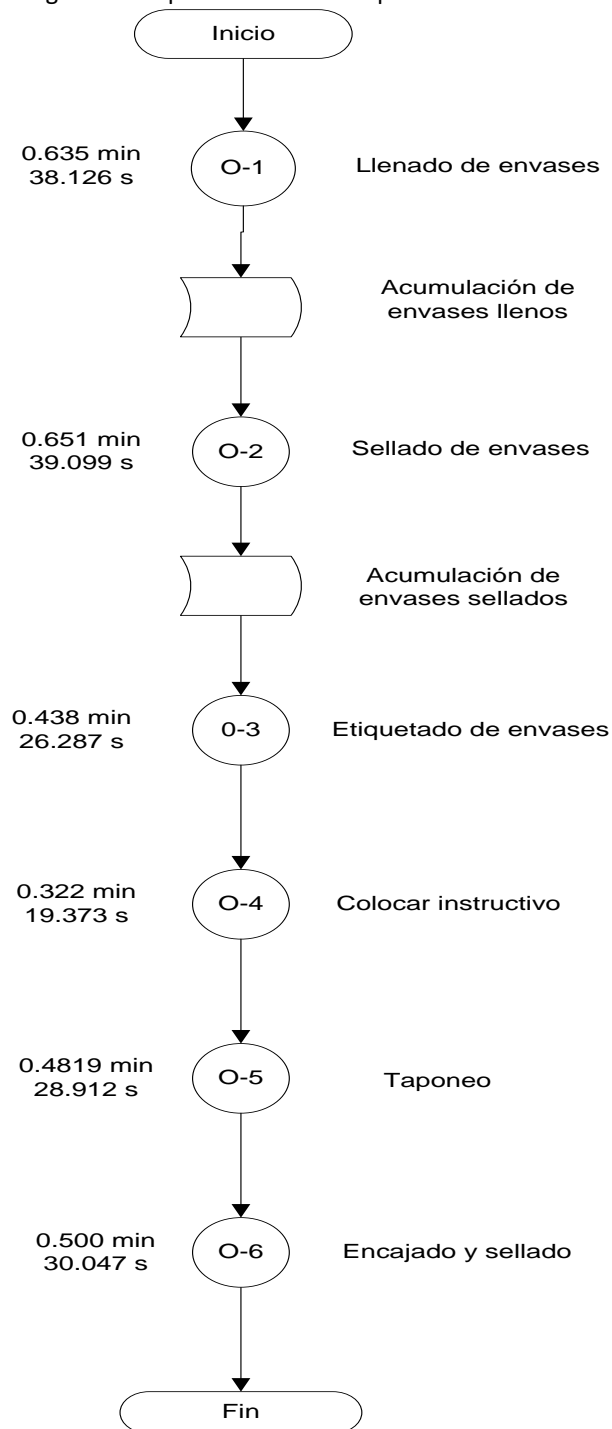 Inicio
0.635 min
38.126 s
O-1
Llenado de envases
Acumulación de
envases llenos
0.651 min
39.099 s
O-2
Sellado de envases
Acumulación de
envases sellados
0.438 min
26.287 s
0-3
Etiquetado de envases
0.322 min
19.373 s
O-4
Colocar instructivo
0.4819 min
28.912 s
O-5
Taponeo
0.500 min
30.047 s
O-6
Encajado y sellado
Fin